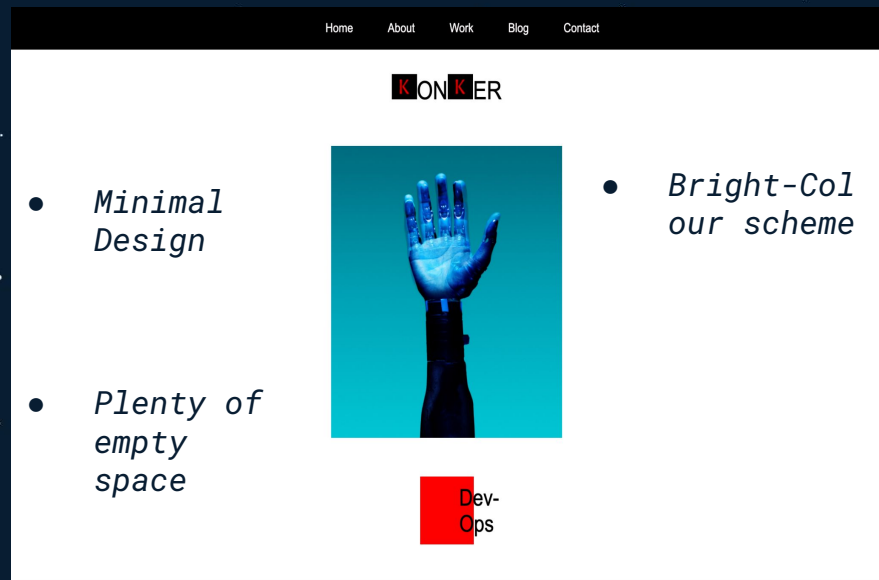 Home About Work Blog Contact
KONKER
● Minimal
Design
● Bright-Col
our scheme
● Plenty of
empty
space
Dev-
Ops